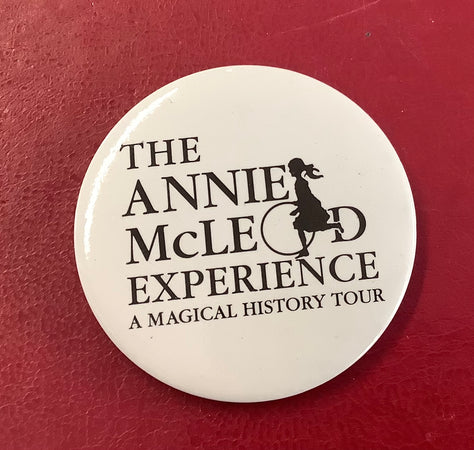 THE
ANNIE
McLEOD
EXPERIENCE
A MAGICAL HISTORY TOUR